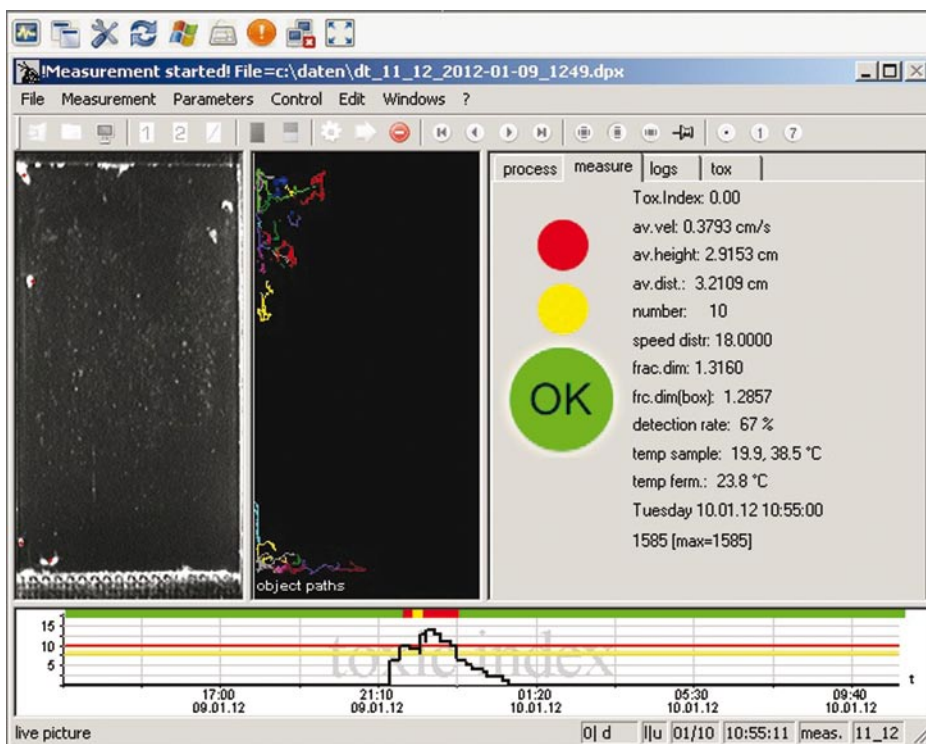 !Measurement started! File=c:\daten\dt_11_12_2012-01-09_1249.dpx
File Measurement Parameters Control Edit Windows ?
1 2 1 7
process measure logs tox
Tox.Index: 0.00
av.vel: 0.3793 cm/s
av.height: 2.9153 cm
av.dist.: 3.2109 cm
number: 10
speed distr: 18.0000
frac.dim: 1.3160
frc.dim(box): 1.2857
detection rate: 67 %
temp sample: 19.9, 38.5 °C
temp ferm.: 23.8 °C
Tuesday 10.01.12 10:55:00
1585 [max=1585]
OK
object paths
toxic index
15
10
5
t
17:00 21:10 01:20 05:30 09:40
09.01.12 09.01.12 10.01.12 10.01.12 10.01.12
live picture 0| d l|u 01/10 10:55:11 meas. 11_12